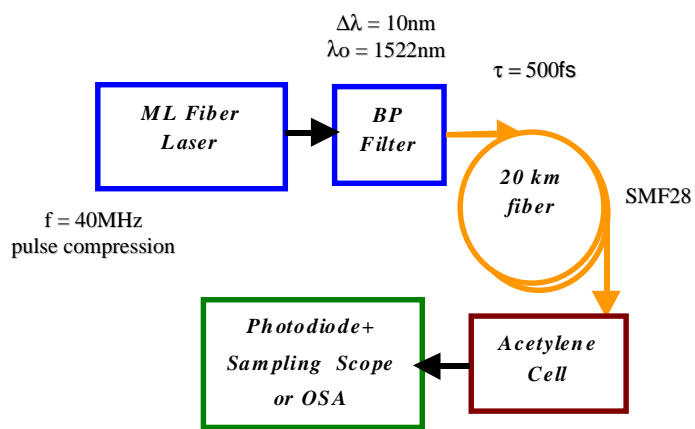 Δλ = 10nm
λo = 1522nm
τ = 500fs
ML Fiber
Laser
BP
Filter
20 km
fiber
SMF28
f = 40MHz
pulse compression
Photodiode+
Sampling Scope
or OSA
Acetylene
Cell